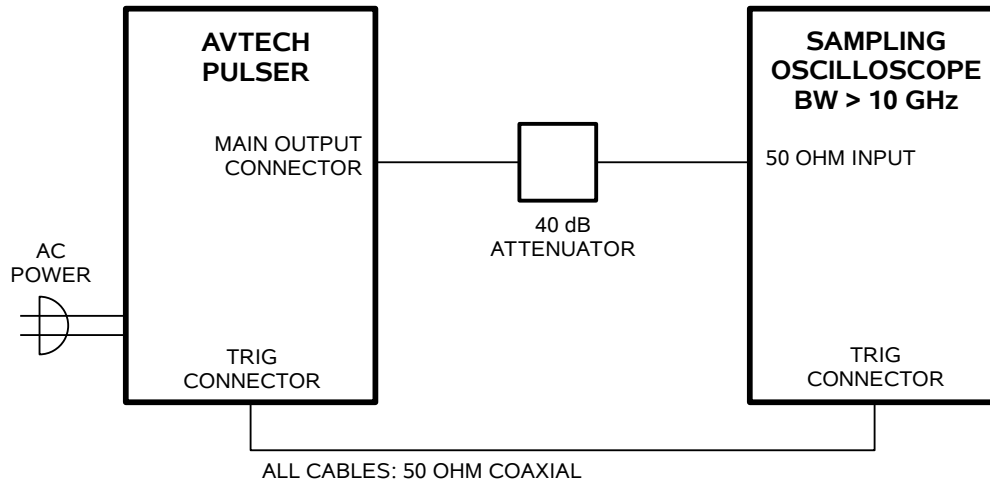 AVTECH
PULSER
MAIN OUTPUT
CONNECTOR
AC
POWER
TRIG
CONNECTOR
40 dB
ATTENUATOR
SAMPLING
OSCILLOSCOPE
BW > 10 GHz
50 OHM INPUT
TRIG
CONNECTOR
ALL CABLES: 50 OHM COAXIAL